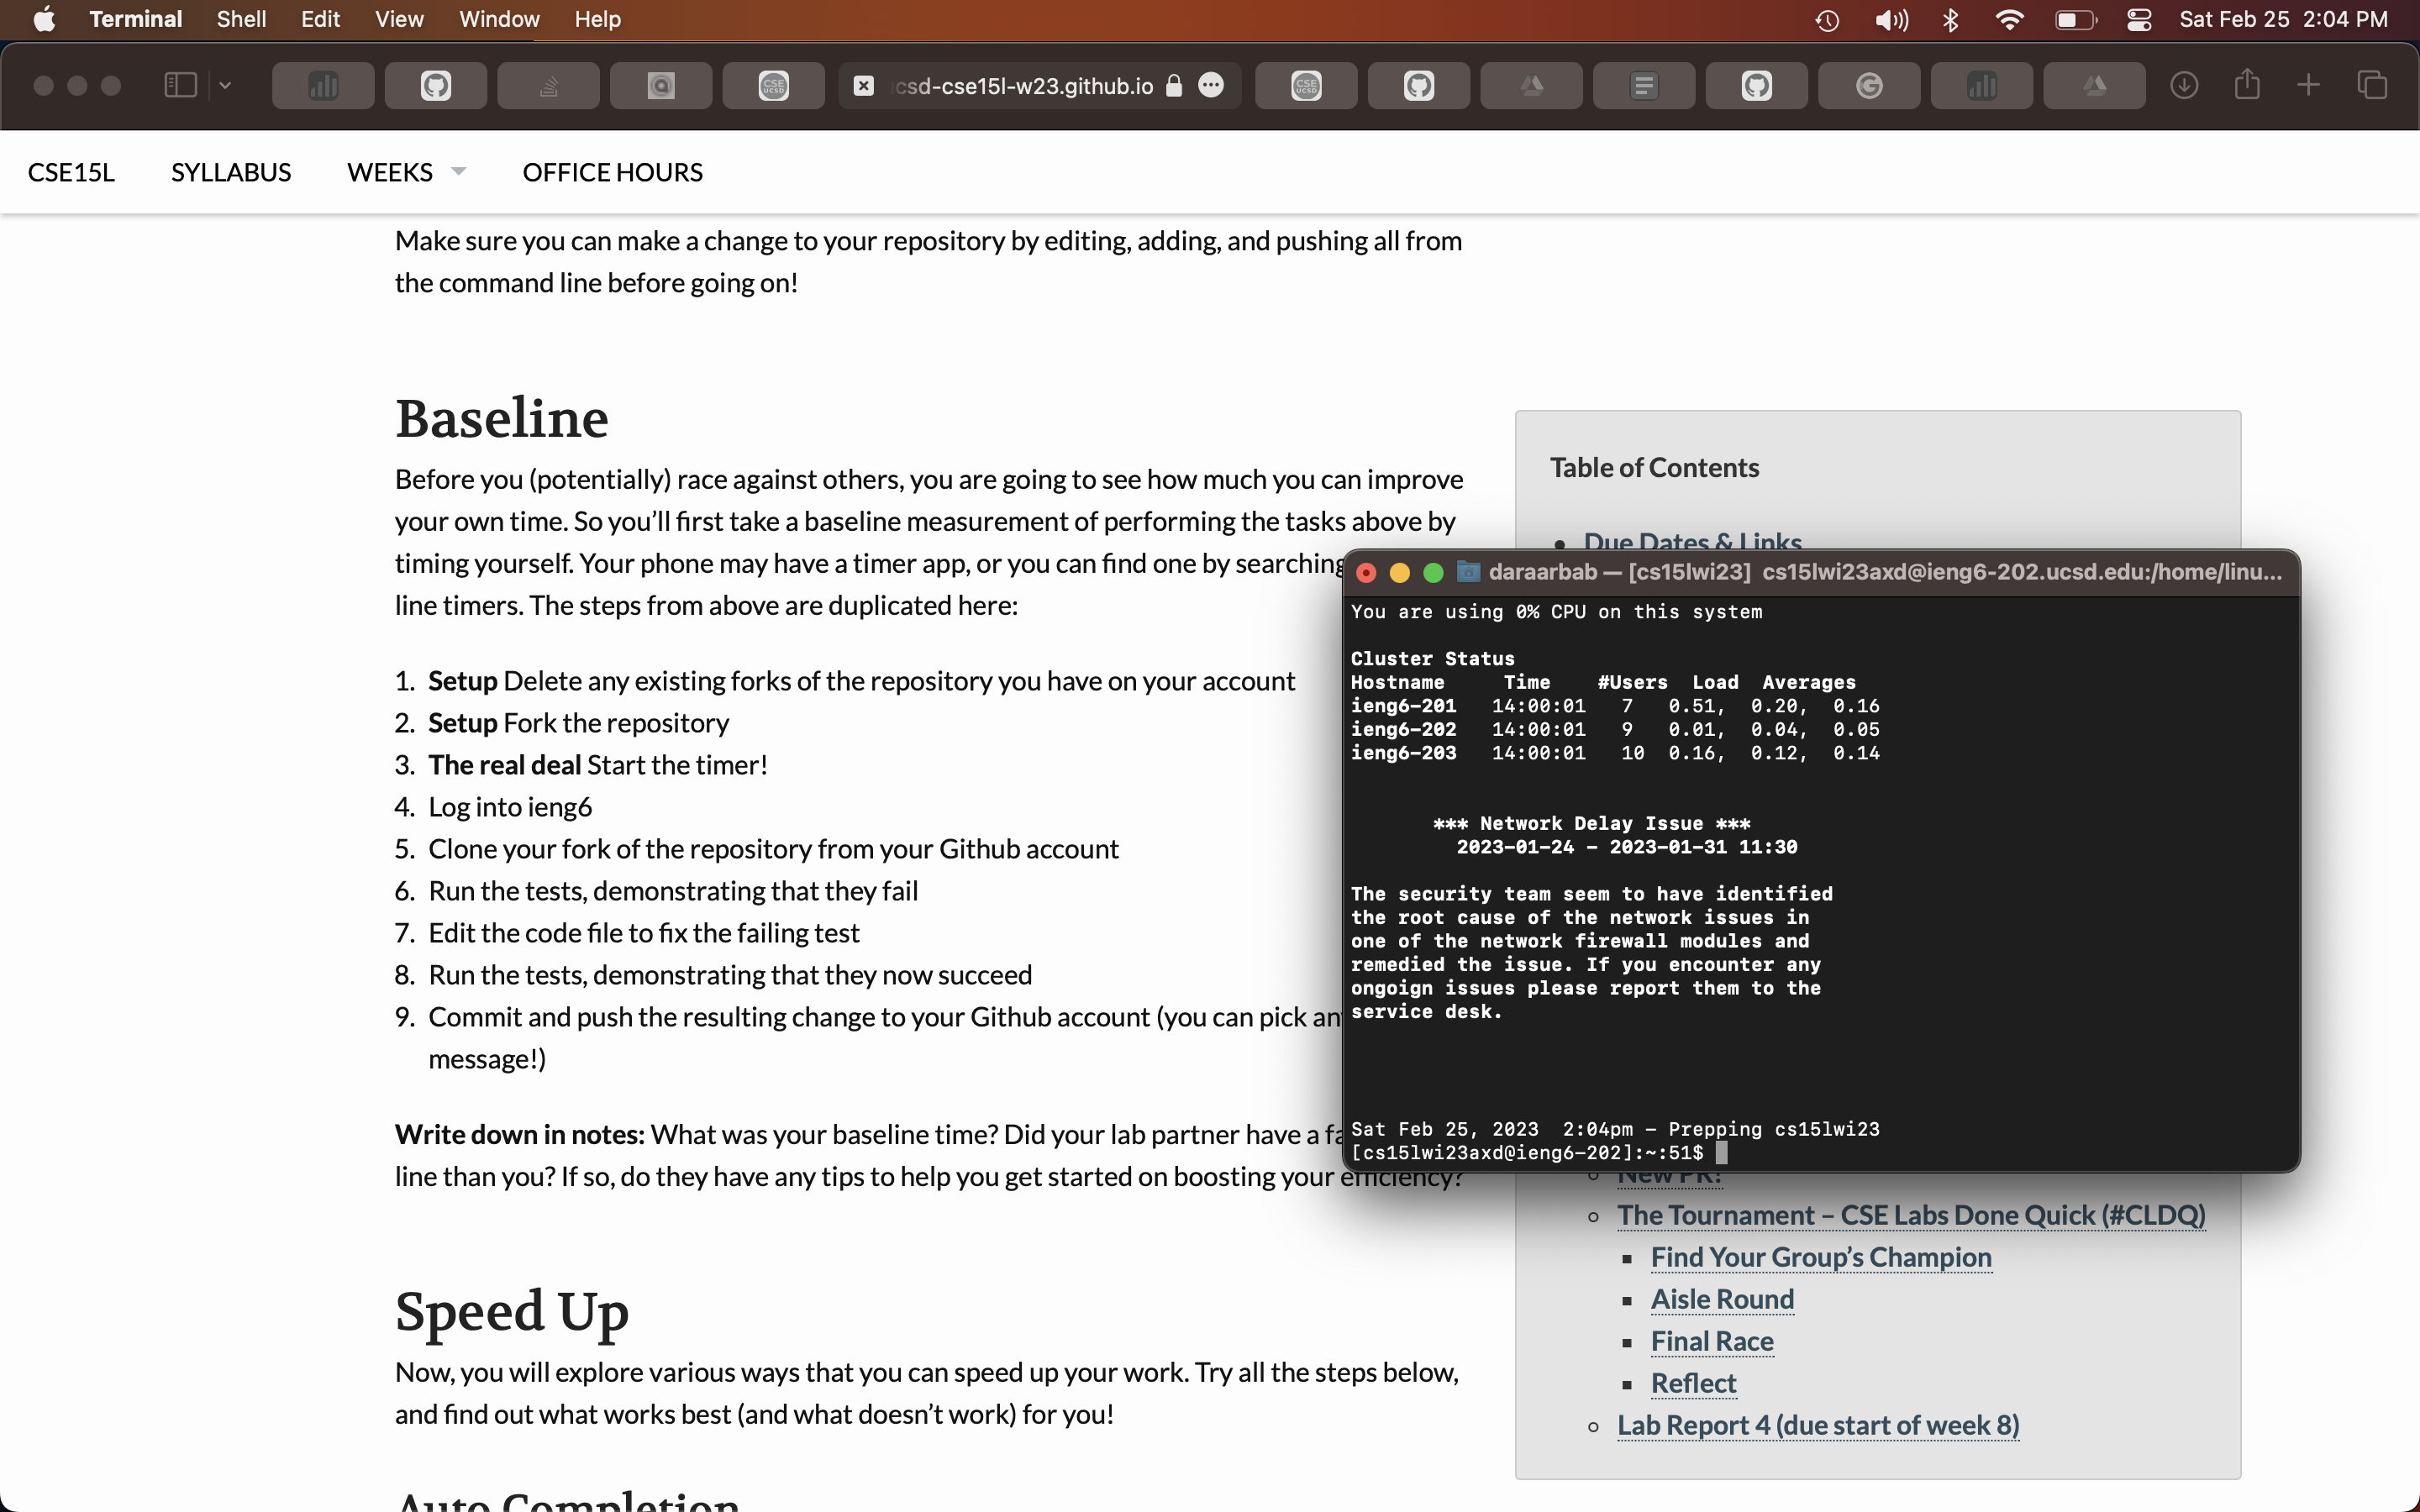 Terminal Shell Edit View Window Help Sat Feb 25 2:04 PM
csd-cse15l-w23.github.io
CSE15L SYLLABUS WEEKS OFFICE HOURS
Make sure you can make a change to your repository by editing, adding, and pushing all from
the command line before going on!
Baseline
Before you (potentially) race against others, you are going to see how much you can improve
your own time. So you’ll first take a baseline measurement of performing the tasks above by
timing yourself. Your phone may have a timer app, or you can find one by searching
line timers. The steps from above are duplicated here:
1. Setup Delete any existing forks of the repository you have on your account
2. Setup Fork the repository
3. The real deal Start the timer!
4. Log into ieng6
5. Clone your fork of the repository from your Github account
6. Run the tests, demonstrating that they fail
7. Edit the code file to fix the failing test
8. Run the tests, demonstrating that they now succeed
9. Commit and push the resulting change to your Github account (you can pick
message!)
Write down in notes: What was your baseline time? Did your lab partner have a
line than you? If so, do they have any tips to help you get started on boosting your efficiency?
Speed Up
Now, you will explore various ways that you can speed up your work. Try all the steps below,
and find out what works best (and what doesn’t work) for you!
Auto Completion
Table of Contents
Due Dates & Links
daraarbab — [cs15lwi23] cs15lwi23axd@ieng6-202.ucsd.edu:/home/linu...
You are using 0% CPU on this system
Cluster Status
Hostname Time #Users Load Averages
ieng6-201 14:00:01 7 0.51, 0.20, 0.16
ieng6-202 14:00:01 9 0.01, 0.04, 0.05
ieng6-203 14:00:01 10 0.16, 0.12, 0.14
*** Network Delay Issue ***
2023-01-24 - 2023-01-31 11:30
The security team seem to have identified
the root cause of the network issues in
one of the network firewall modules and
remedied the issue. If you encounter any
ongoign issues please report them to the
service desk.
Sat Feb 25, 2023 2:04pm - Prepping cs15lwi23
[cs15lwi23axd@ieng6-202]:~:51$
New PR!
The Tournament – CSE Labs Done Quick (#CLDQ)
Find Your Group’s Champion
Aisle Round
Final Race
Reflect
Lab Report 4 (due start of week 8)